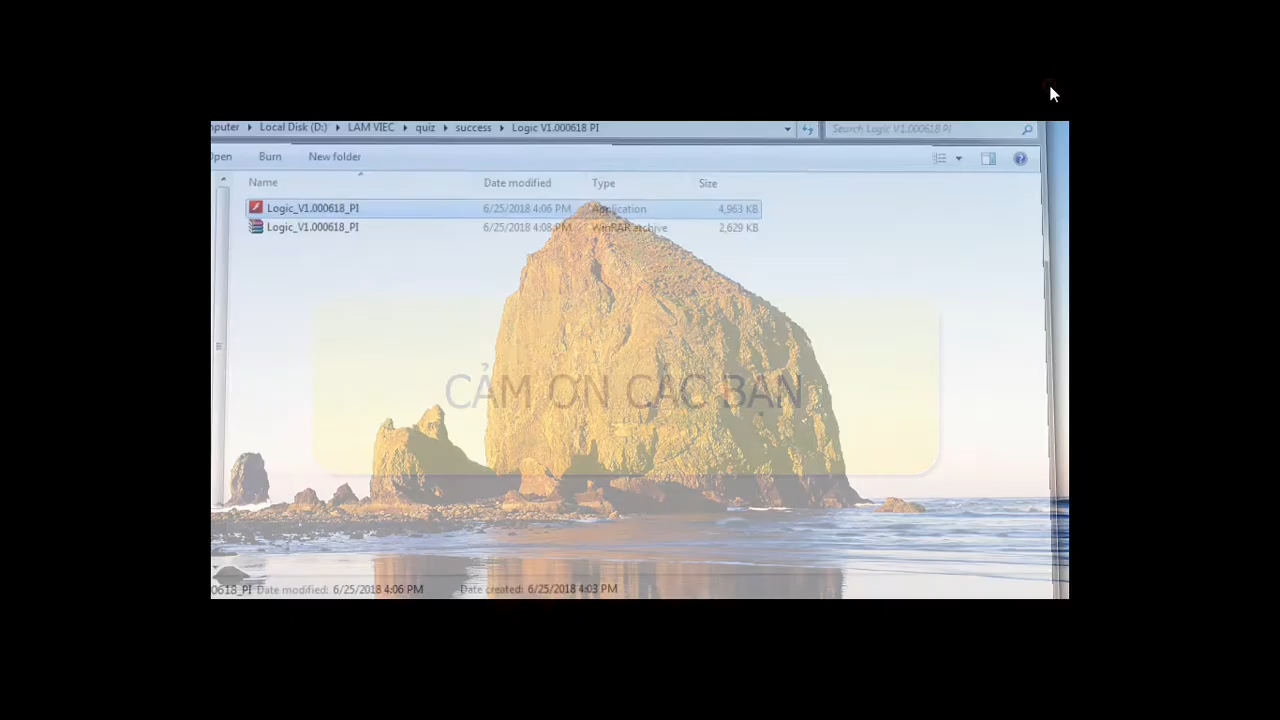 mputer ▸ Local Disk (D:) ▸ LAM VIEC ▸ quiz ▸ success ▸ Logic V1.000618 PI Search Logic V1.000618 PI
Open Burn New folder
Name Date modified Type Size
Logic_V1.000618_PI 6/25/2018 4:06 PM Application 4,963 KB
Logic_V1.000618_PI 6/25/2018 4:08 PM WinRAR archive 2,629 KB
CẢM ƠN CÁC BẠN
0618_PI Date modified: 6/25/2018 4:06 PM Date created: 6/25/2018 4:03 PM